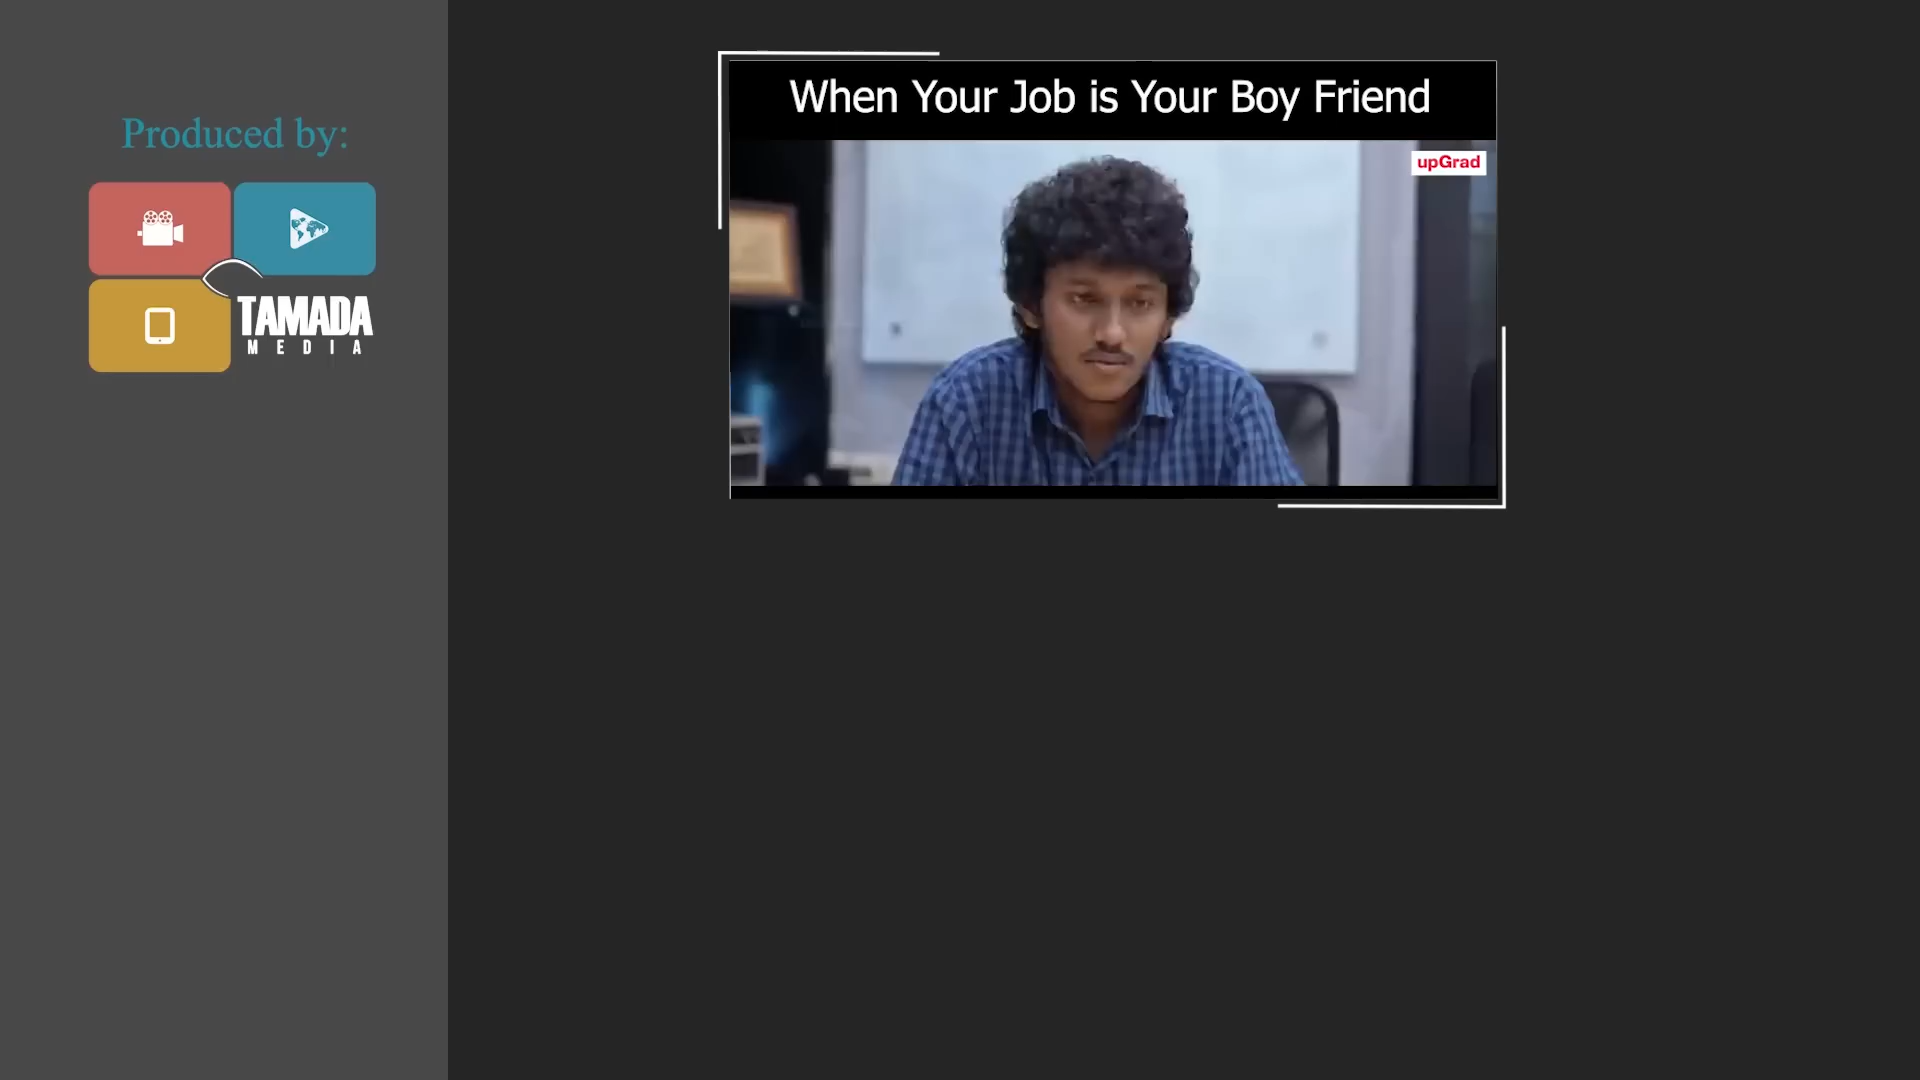 Produced by:
TAMADA
MEDIA
When Your Job is Your Boy Friend
upGrad